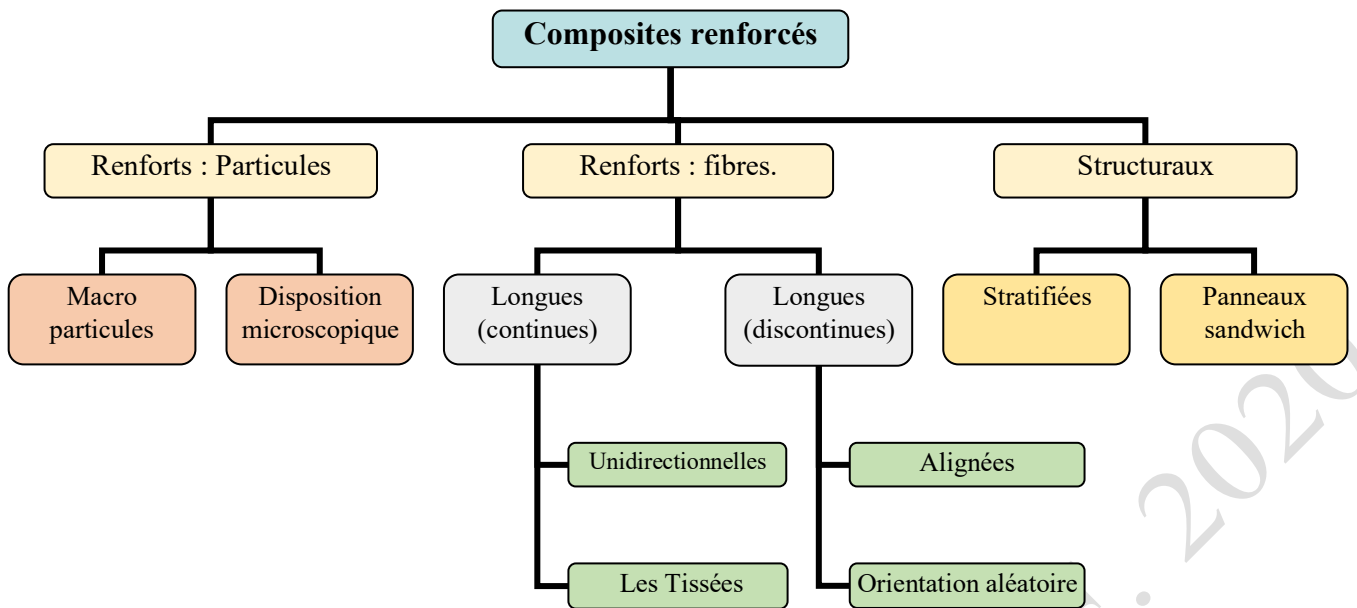 Composites renforcés
Renforts : Particules
Renforts : fibres.
Structuraux
Macro
particules
Disposition
microscopique
Longues
(continues)
Longues
(discontinues)
Stratifiées
Panneaux
sandwich
Unidirectionnelles
Alignées
Les Tissées
Orientation aléatoire
2020